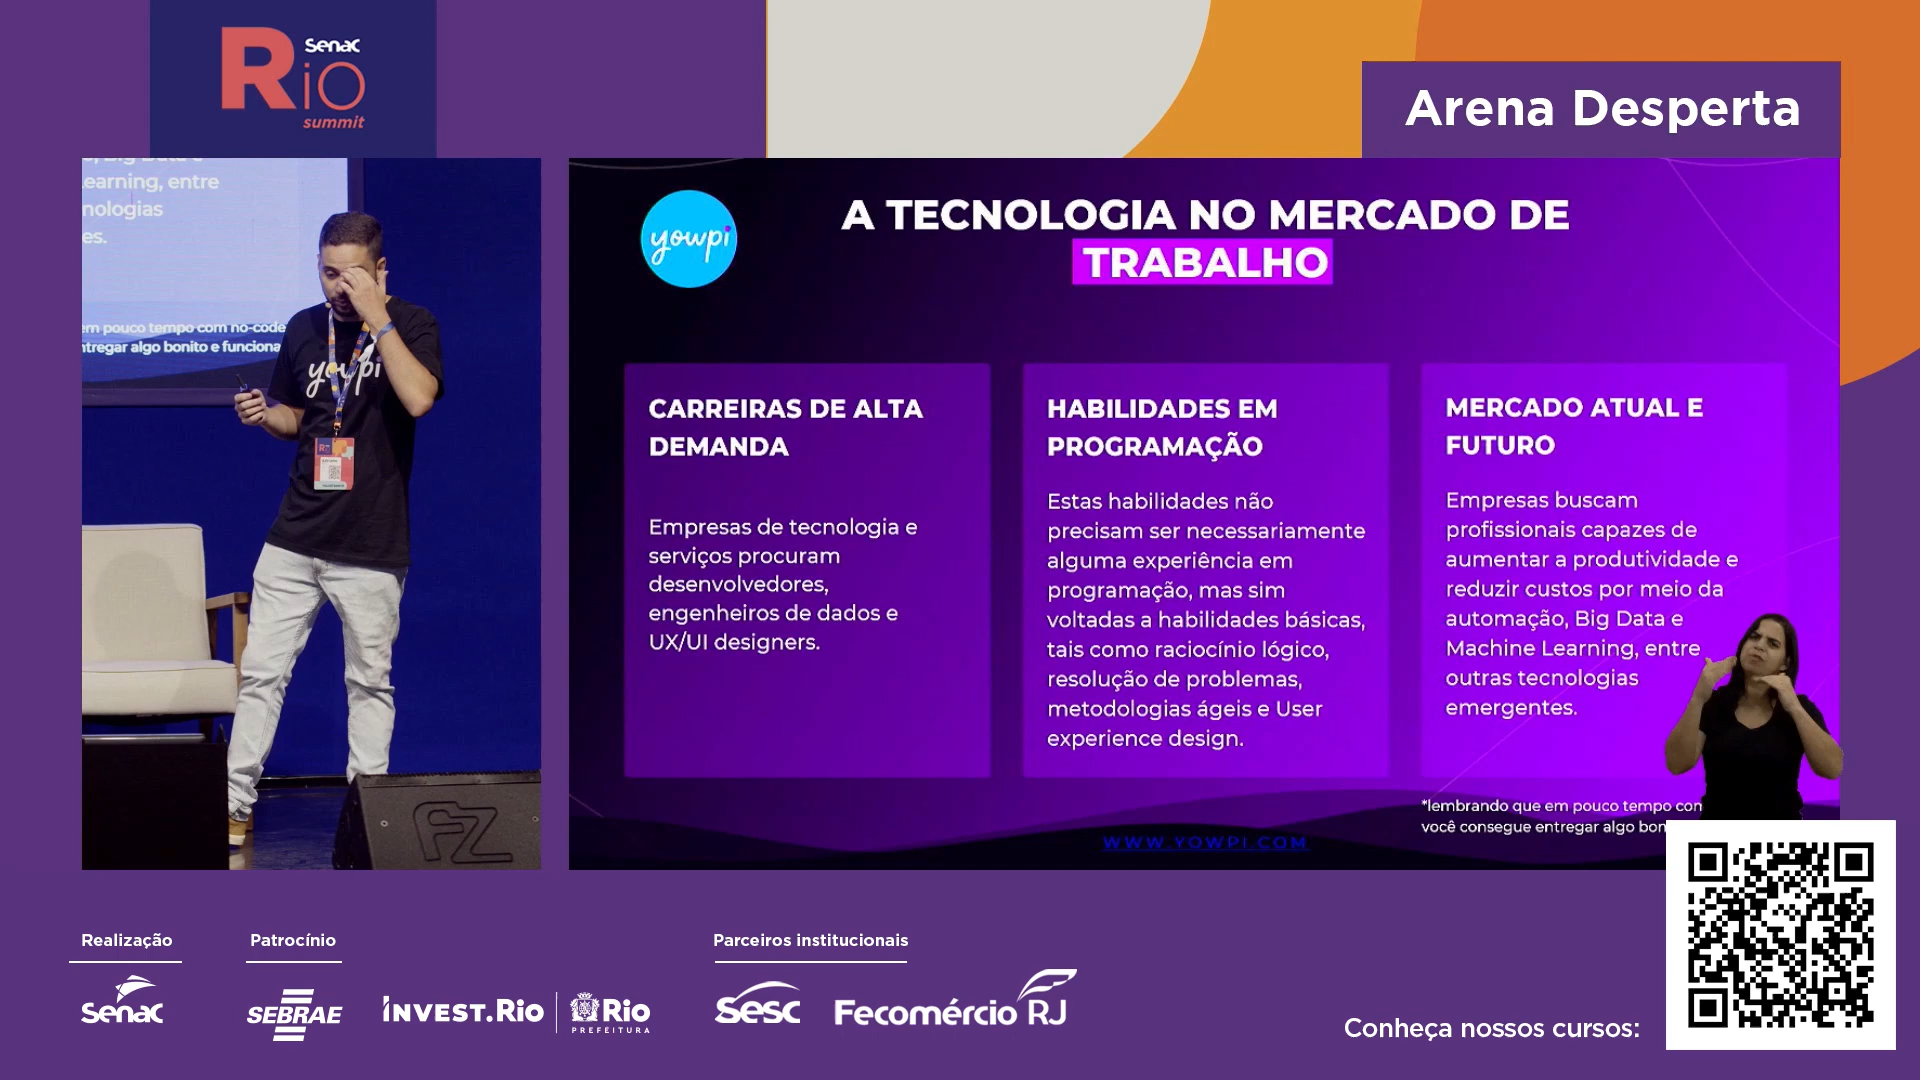 Senac
Rio
summit
Arena Desperta
earning, entre
nologias
es.
em pouco tempo com no-code
ntregar algo bonito e funciona
yowpi
yowpi
A TECNOLOGIA NO MERCADO DE
TRABALHO
CARREIRAS DE ALTA
DEMANDA
Empresas de tecnologia e
serviços procuram
desenvolvedores,
engenheiros de dados e
UX/UI designers.
HABILIDADES EM
PROGRAMAÇÃO
Estas habilidades não
precisam ser necessariamente
alguma experiência em
programação, mas sim
voltadas a habilidades básicas,
tais como raciocínio lógico,
resolução de problemas,
metodologias ágeis e User
experience design.
MERCADO ATUAL E
FUTURO
Empresas buscam
profissionais capazes de
aumentar a produtividade e
reduzir custos por meio da
automação, Big Data e
Machine Learning, entre
outras tecnologias
emergentes.
*lembrando que em pouco tempo com
você consegue entregar algo bon
WWW.YOWPI.COM
FZ
Realização
Senac
Patrocínio
SEBRAE
INVEST.Rio
Rio
PREFEITURA
Parceiros institucionais
Sesc
Fecomércio RJ
Conheça nossos cursos: